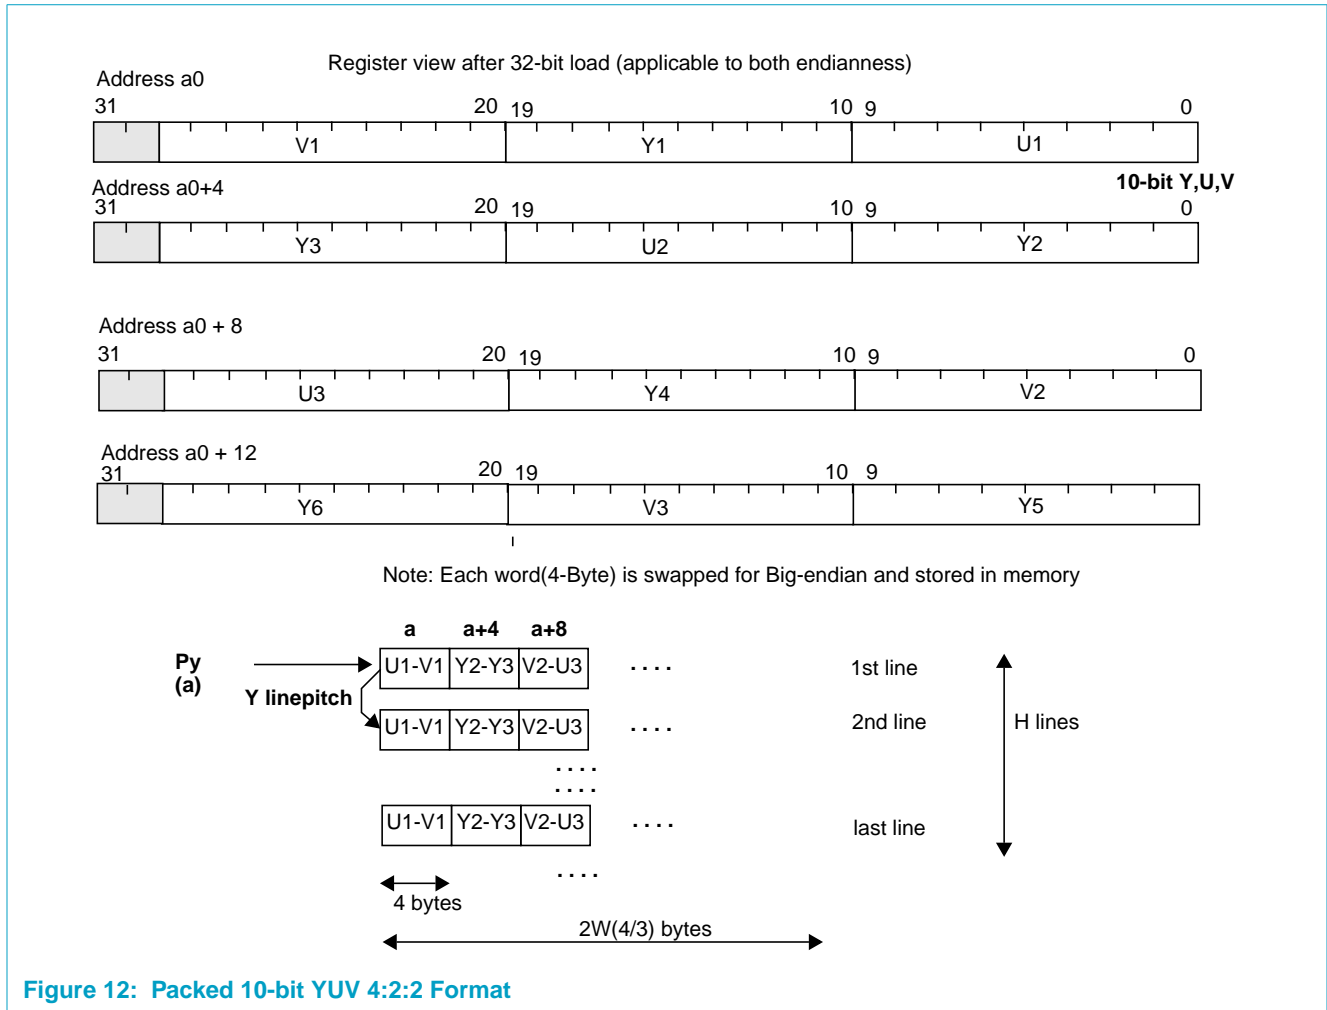 Register view after 32-bit load (applicable to both endianness)
Address a0
31 20 19 10 9 0
V1 Y1 U1
10-bit Y,U,V
Address a0+4
31 20 19 10 9 0
Y3 U2 Y2
Address a0 + 8
31 20 19 10 9 0
U3 Y4 V2
Address a0 + 12
31 20 19 10 9
Y6 V3 Y5
Note: Each word(4-Byte) is swapped for Big-endian and stored in memory
a a+4 a+8
Py U1-V1 Y2-Y3 V2-U3 . . . . 1st line
(a)
Y linepitch
U1-V1 Y2-Y3 V2-U3 . . . . 2nd line H lines
. . . .
. . . .
U1-V1 Y2-Y3 V2-U3 . . . . last line
. . . .
4 bytes
2W(4/3) bytes
Figure 12: Packed 10-bit YUV 4:2:2 Format